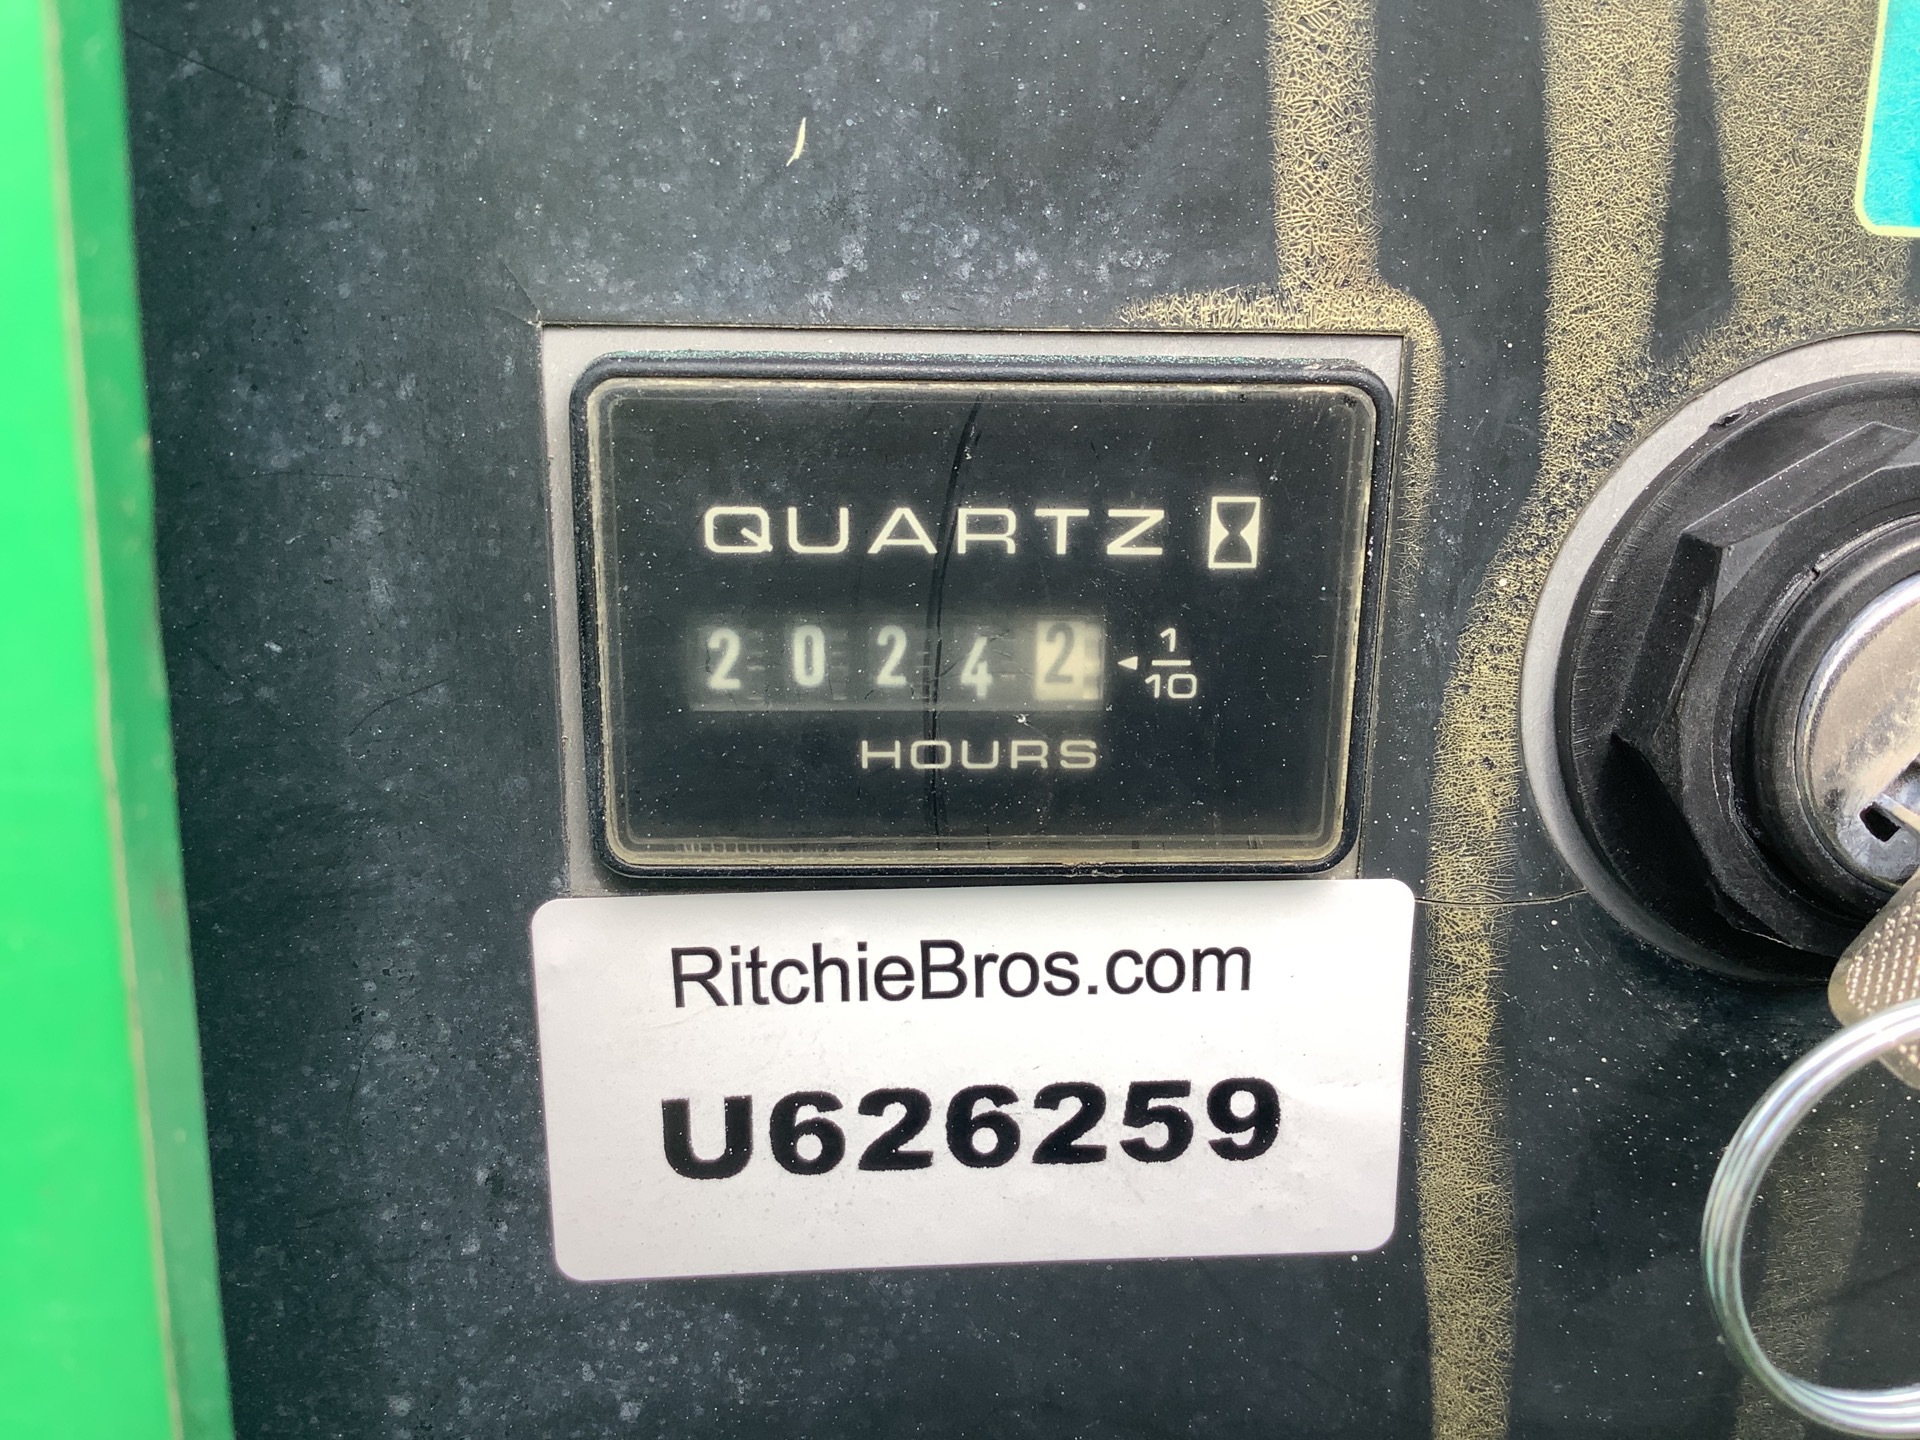 QUARTZ
20242 1/10
HOURS
RitchieBros.com
U626259